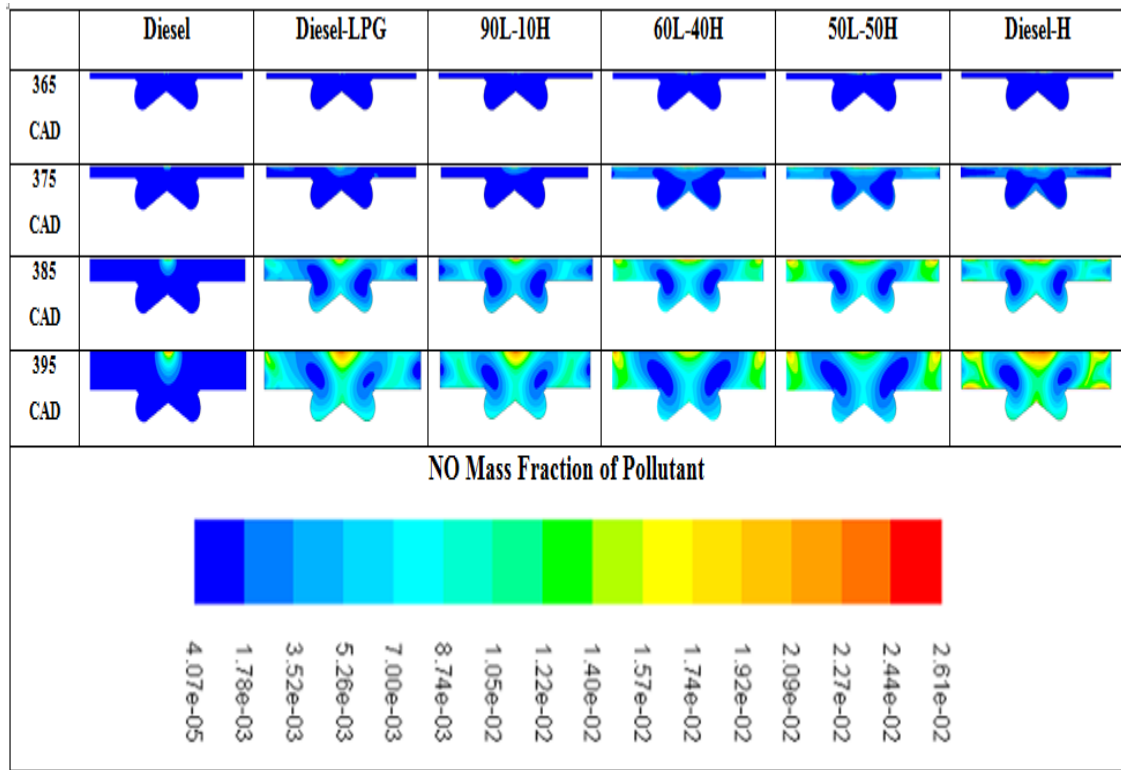 Diesel Diesel-LPG 90L-10H 60L-40H 50L-50H Diesel-H
365
CAD
375
CAD
385
CAD
395
CAD
NO Mass Fraction of Pollutant
4.07e-05
1.78e-03
3.52e-03
5.26e-03
7.00e-03
8.74e-03
1.05e-02
1.22e-02
1.40e-02
1.57e-02
1.74e-02
1.92e-02
2.09e-02
2.27e-02
2.44e-02
2.61e-02